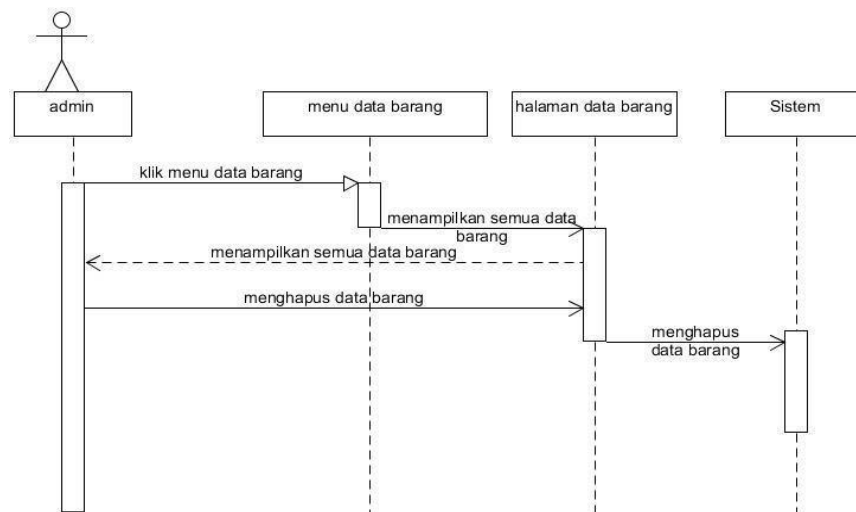 admin
menu data barang
halaman data barang
Sistem
klik menu data barang
menampilkan semua data
barang
menampilkan semua data barang
menghapus data barang
menghapus
data barang